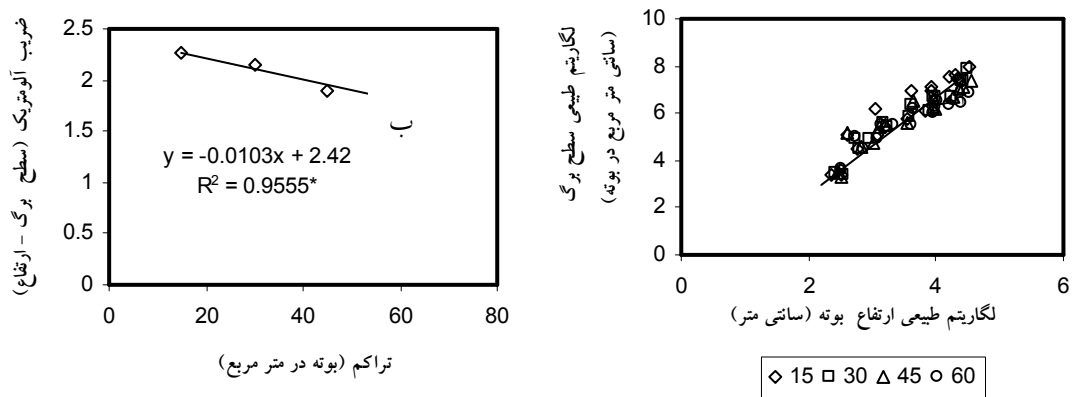 ضریب آلومتریک (سطح برگ - ارتفاع)
2.5
2
1.5
1
0.5
0
ب
y = -0.0103x + 2.42
R² = 0.9555*
0 20 40 60 80
تراکم (بوته در متر مربع)
لگاریتم طبیعی سطح برگ
(سانتی متر مربع در بوته)
10
8
6
4
2
0
0 2 4 6
لگاریتم طبیعی ارتفاع بوته (سانتی متر)
15 30 45 60